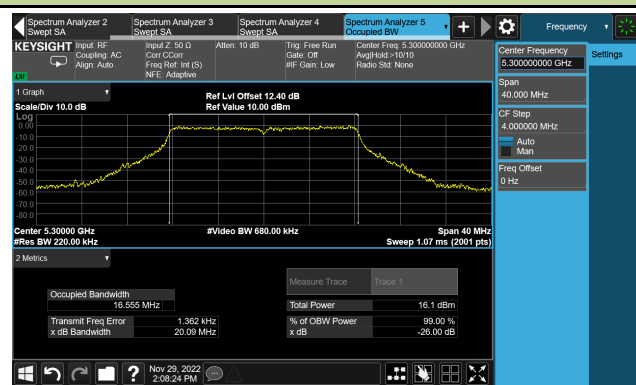 Spectrum Analyzer 2
Swept SA
Spectrum Analyzer 3
Swept SA
Spectrum Analyzer 4
Swept SA
Spectrum Analyzer 5
Occupied BW
+
Frequency
KEYSIGHT
Input: RF
Coupling: AC
Align: Auto
Input Z: 50 Ω
Corr CCorr
Freq Ref: Int (S)
NFE: Adaptive
Atten: 10 dB
Trig: Free Run
Gate: Off
#IF Gain: Low
Center Freq: 5.300000000 GHz
Avg|Hold:>10/10
Radio Std: None
LXI
Center Frequency
5.300000000 GHz
Settings
Span
40.000 MHz
CF Step
4.000000 MHz
Auto
Man
Freq Offset
0 Hz
1 Graph
Scale/Div 10.0 dB
Ref Lvl Offset 12.40 dB
Ref Value 10.00 dBm
Log
0.00
-10.0
-20.0
-30.0
-40.0
-50.0
-60.0
-70.0
-80.0
Center 5.30000 GHz
#Res BW 220.00 kHz
#Video BW 680.00 kHz
Span 40 MHz
Sweep 1.07 ms (2001 pts)
2 Metrics
Measure Trace
Trace 1
Occupied Bandwidth
16.555 MHz
Total Power
16.1 dBm
Transmit Freq Error
1.362 kHz
% of OBW Power
99.00 %
x dB Bandwidth
20.09 MHz
x dB
-26.00 dB
?
Nov 29, 2022
2:08:24 PM